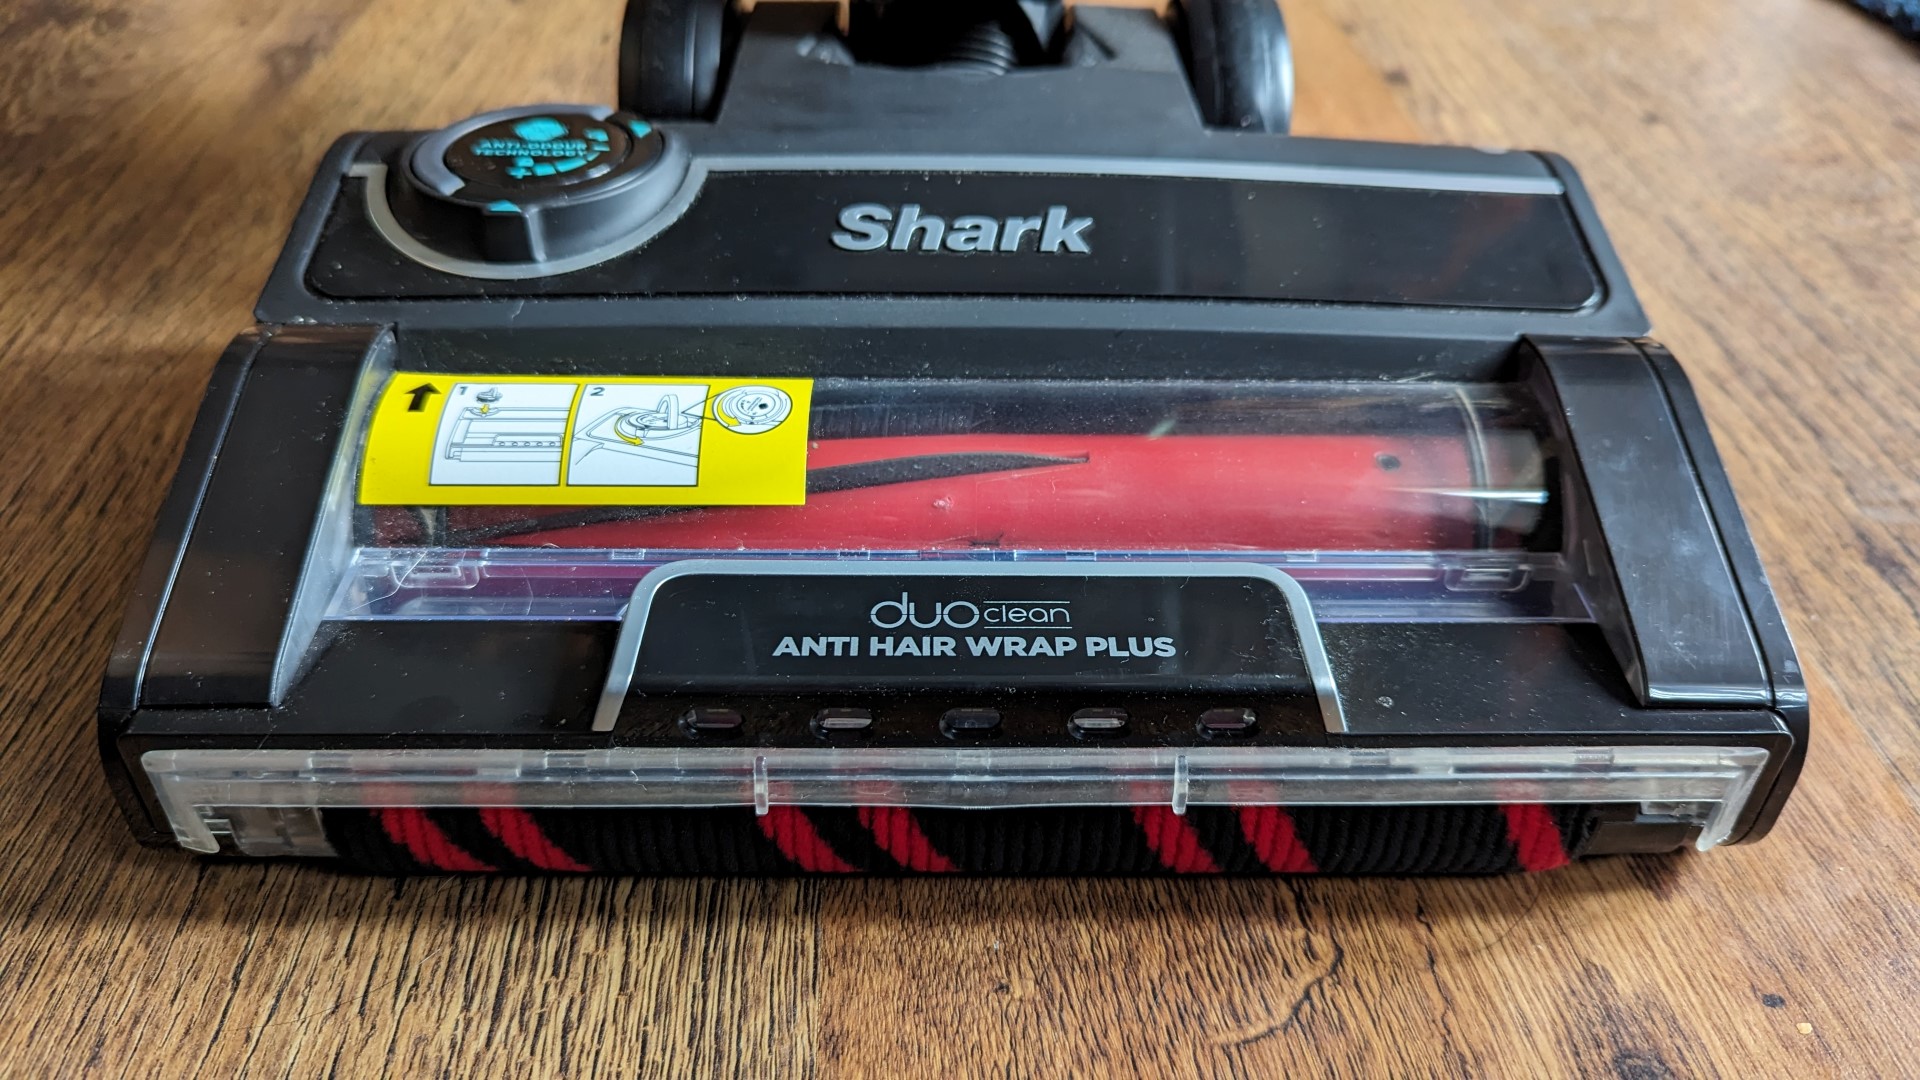 ANTI-ODOUR
TECHNOLOGY
Shark
1
2
duo clean
ANTI HAIR WRAP PLUS